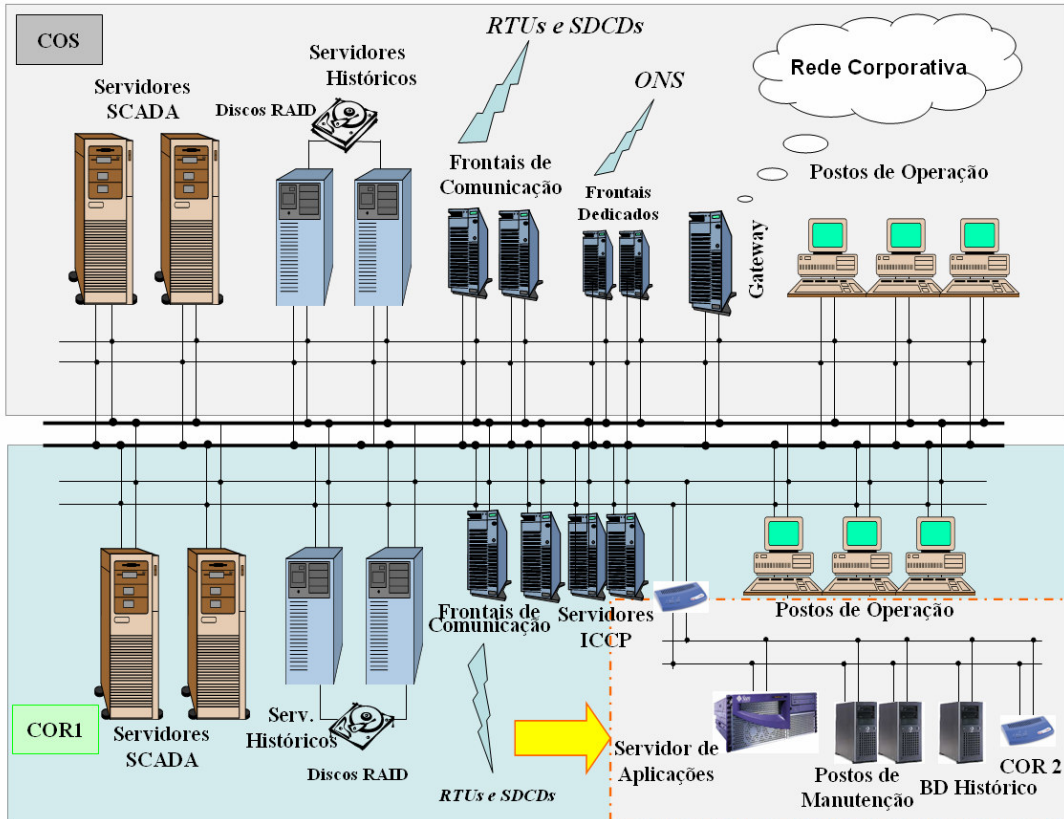 COS
RTUs e SDCDs
Servidores
Históricos
Servidores
SCADA
Discos RAID
ONS
Rede Corporativa
Frontais de
Comunicação
Frontais
Dedicados
Gateway
Postos de Operação
Frontais de
Comunicação
Servidores
ICCP
Postos de Operação
COR1
Servidores
SCADA
Serv.
Históricos
Discos RAID
RTUs e SDCDs
Servidor de
Aplicações
Postos de
Manutenção
BD Histórico
COR 2